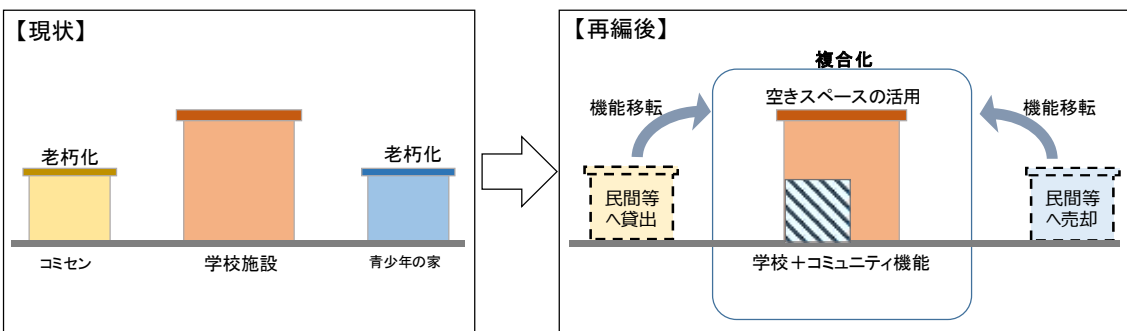 【現状】
老朽化
老朽化
コミセン
学校施設
青少年の家
【再編後】
複合化
機能移転
空きスペースの活用
機能移転
民間等
へ貸出
民間等
へ売却
学校＋コミュニティ機能